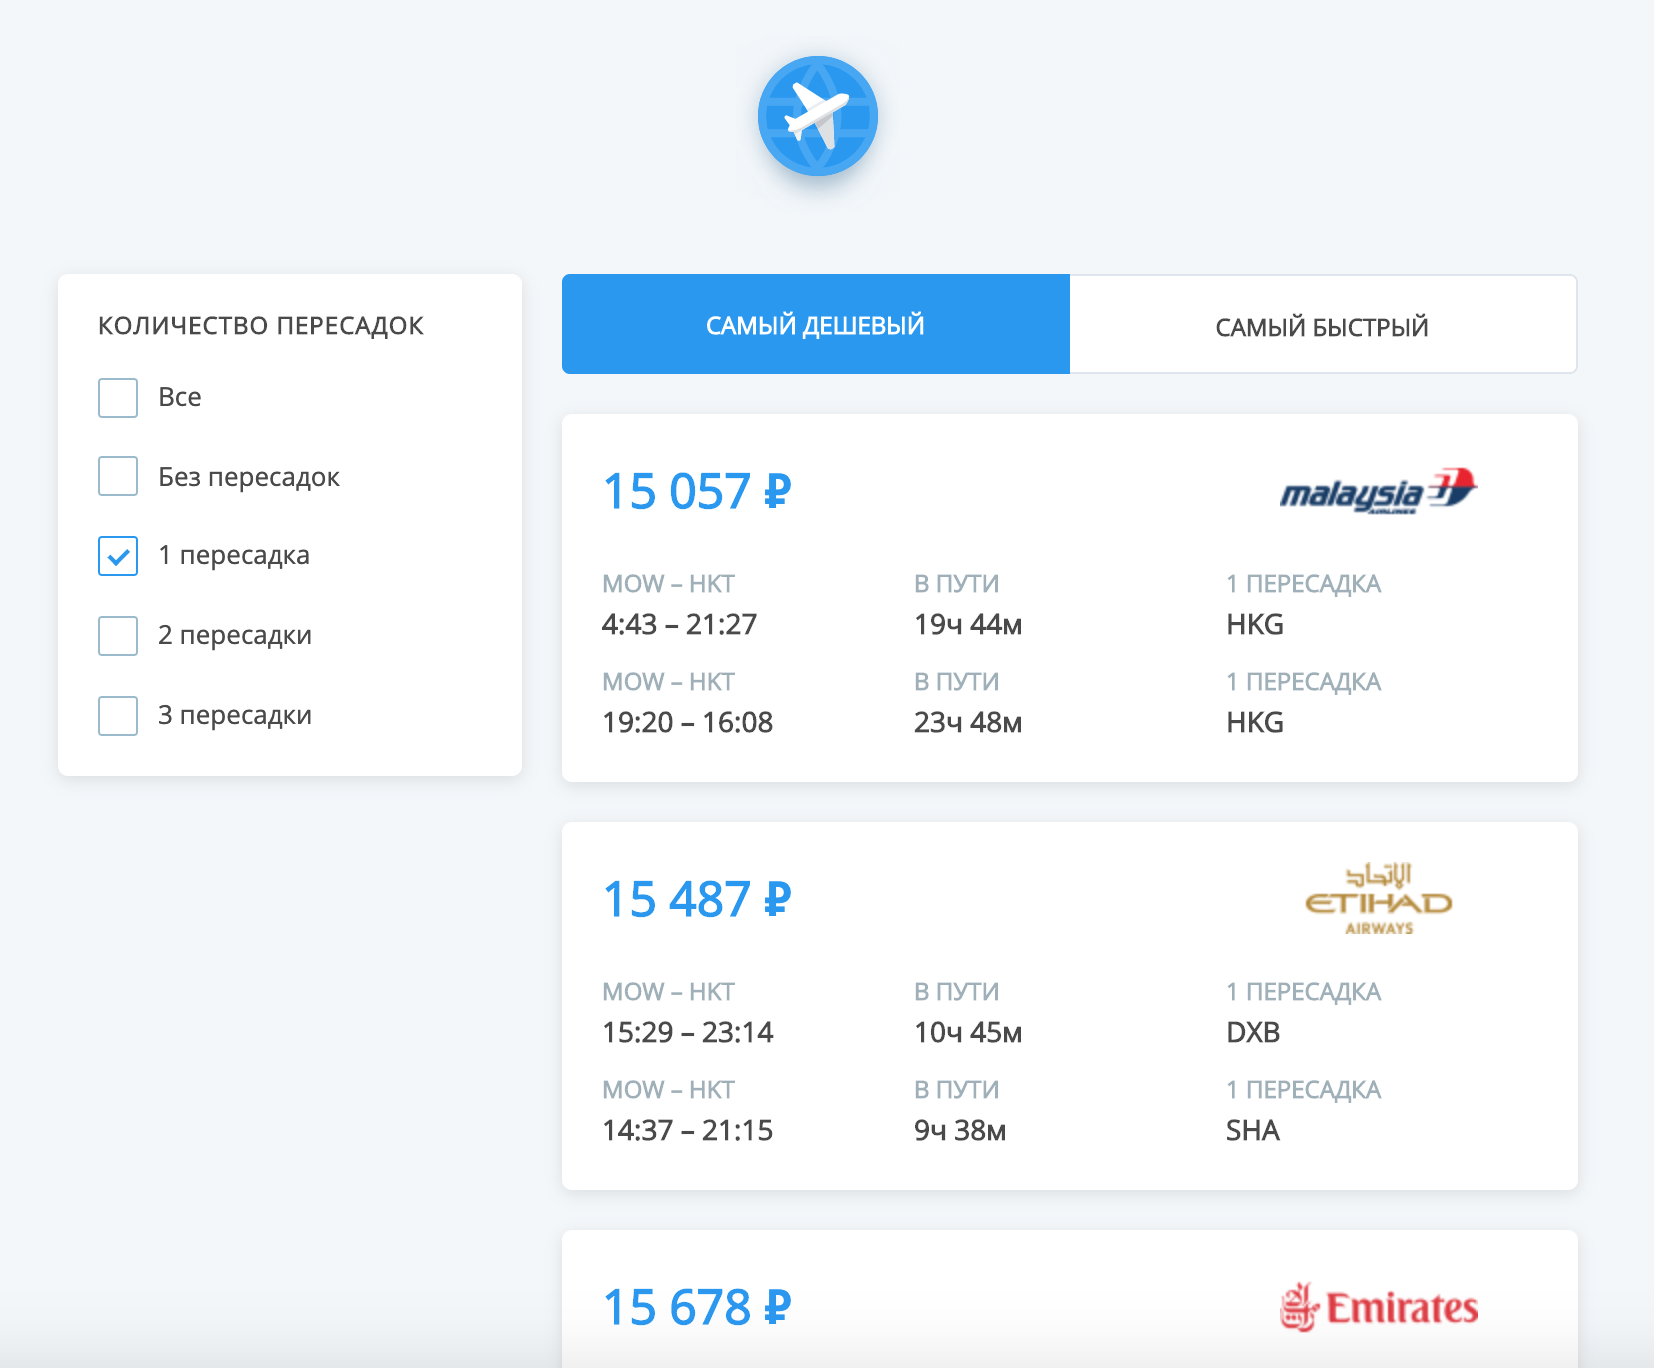 КОЛИЧЕСТВО ПЕРЕСАДОК
Все
Без пересадок
1 пересадка
2 пересадки
3 пересадки
САМЫЙ ДЕШЕВЫЙ
САМЫЙ БЫСТРЫЙ
15 057 ₽
malaysia
AIRLINES
MOW – HKT
В ПУТИ
1 ПЕРЕСАДКА
4:43 – 21:27
19ч 44м
HKG
MOW – HKT
В ПУТИ
1 ПЕРЕСАДКА
19:20 – 16:08
23ч 48м
HKG
15 487 ₽
الإتحاد
ETIHAD
AIRWAYS
MOW – HKT
В ПУТИ
1 ПЕРЕСАДКА
15:29 – 23:14
10ч 45м
DXB
MOW – HKT
В ПУТИ
1 ПЕРЕСАДКА
14:37 – 21:15
9ч 38м
SHA
15 678 ₽
Emirates